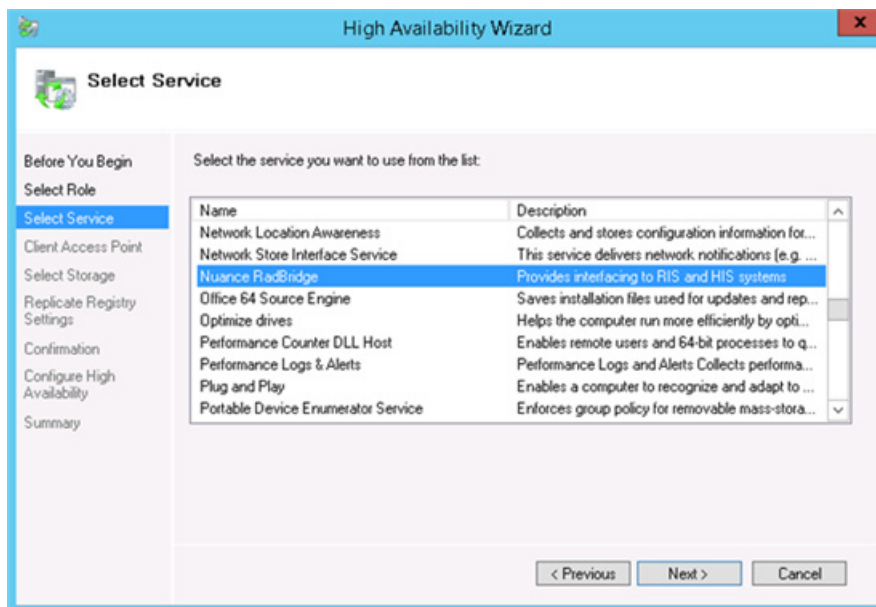 High Availability Wizard
x
Select Service
Before You Begin
Select Role
Select Service
Client Access Point
Select Storage
Replicate Registry
Settings
Confirmation
Configure High
Availability
Summary
Select the service you want to use from the list:
Name Description
Network Location Awareness Collects and stores configuration information for...
Network Store Interface Service This service delivers network notifications (e.g. ...
Nuance RadBridge Provides interfacing to RIS and HIS systems
Office 64 Source Engine Saves installation files used for updates and rep...
Optimize drives Helps the computer run more efficiently by opti...
Performance Counter DLL Host Enables remote users and 64-bit processes to q...
Performance Logs & Alerts Performance Logs and Alerts Collects performa...
Plug and Play Enables a computer to recognize and adapt to ...
Portable Device Enumerator Service Enforces group policy for removable mass-stora...
< Previous Next > Cancel